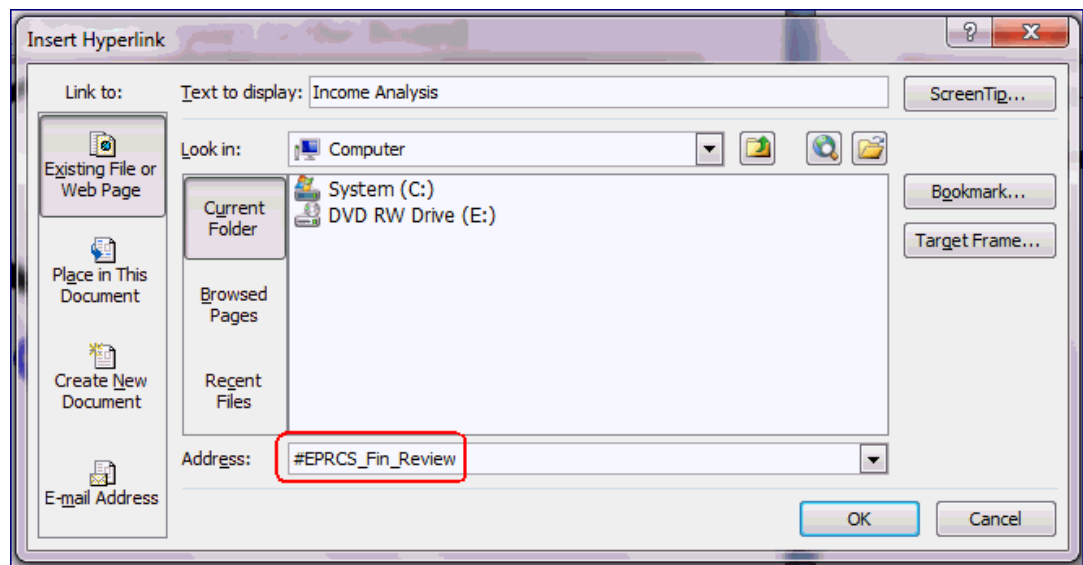 Insert Hyperlink
Link to:
Text to display: Income Analysis
ScreenTip...
Existing File or
Web Page
Look in: Computer
System (C:)
DVD RW Drive (E:)
Current
Folder
Bookmark...
Target Frame...
Place in This
Document
Browsed
Pages
Create New
Document
Recent
Files
Address: #EPRCS_Fin_Review
E-mail Address
OK
Cancel